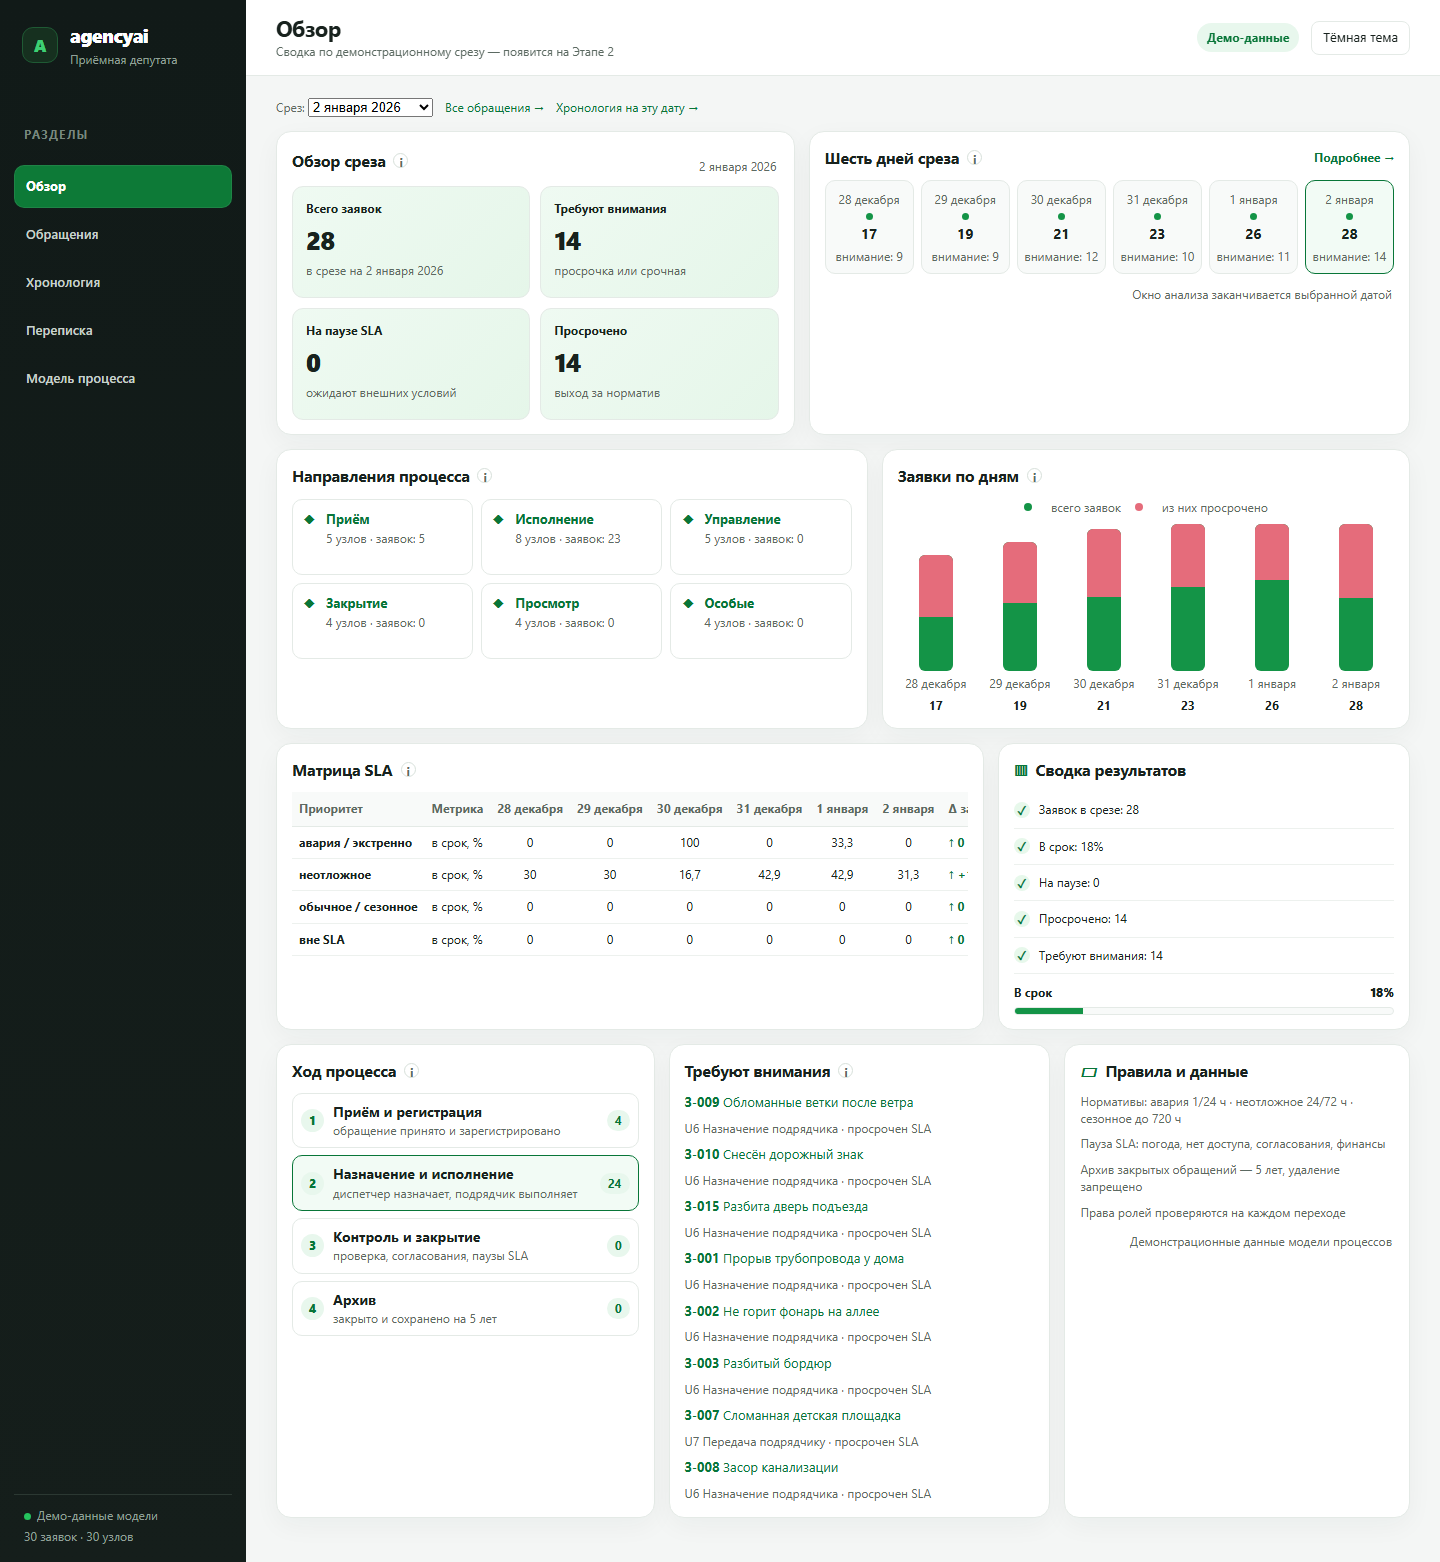 A
agencyai
Приёмная депутата
РАЗДЕЛЫ
Обзор
Обращения
Хронология
Переписка
Модель процесса
Демо-данные модели
30 заявок · 30 узлов
Обзор
Сводка по демонстрационному срезу — появится на Этапе 2
Демо-данные
Тёмная тема
Срез: 2 января 2026 Все обращения → Хронология на эту дату →
Обзор среза i
2 января 2026
Всего заявок
28
в срезе на 2 января 2026
Требуют внимания
14
просрочка или срочная
На паузе SLA
0
ожидают внешних условий
Просрочено
14
выход за норматив
Шесть дней среза i
Подробнее →
28 декабря
17
внимание: 9
29 декабря
19
внимание: 9
30 декабря
21
внимание: 12
31 декабря
23
внимание: 10
1 января
26
внимание: 11
2 января
28
внимание: 14
Окно анализа заканчивается выбранной датой
Направления процесса i
Приём
5 узлов · заявок: 5
Исполнение
8 узлов · заявок: 23
Управление
5 узлов · заявок: 0
Закрытие
4 узлов · заявок: 0
Просмотр
4 узлов · заявок: 0
Особые
4 узлов · заявок: 0
Заявки по дням i
всего заявок из них просрочено
28 декабря 29 декабря 30 декабря 31 декабря 1 января 2 января
17 19 21 23 26 28
Матрица SLA i
Приоритет Метрика 28 декабря 29 декабря 30 декабря 31 декабря 1 января 2 января Δ
авария / экстренно в срок, % 0 0 100 0 33,3 0 ↑ 0
неотложное в срок, % 30 30 16,7 42,9 42,9 31,3 ↑ +
обычное / сезонное в срок, % 0 0 0 0 0 0 ↑ 0
вне SLA в срок, % 0 0 0 0 0 0 ↑ 0
Сводка результатов
✓ Заявок в срезе: 28
✓ В срок: 18%
✓ На паузе: 0
✓ Просрочено: 14
✓ Требуют внимания: 14
В срок 18%
Ход процесса i
1 Приём и регистрация 4
обращение принято и зарегистрировано
2 Назначение и исполнение 24
диспетчер назначает, подрядчик выполняет
3 Контроль и закрытие 0
проверка, согласования, паузы SLA
4 Архив 0
закрыто и сохранено на 5 лет
Требуют внимания i
З-009 Обломанные ветки после ветра
U6 Назначение подрядчика · просрочен SLA
З-010 Снесён дорожный знак
U6 Назначение подрядчика · просрочен SLA
З-015 Разбита дверь подъезда
U6 Назначение подрядчика · просрочен SLA
З-001 Прорыв трубопровода у дома
U6 Назначение подрядчика · просрочен SLA
З-002 Не горит фонарь на аллее
U6 Назначение подрядчика · просрочен SLA
З-003 Разбитый бордюр
U6 Назначение подрядчика · просрочен SLA
З-007 Сломанная детская площадка
U7 Передача подрядчику · просрочен SLA
З-008 Засор канализации
U6 Назначение подрядчика · просрочен SLA
Правила и данные
Нормативы: авария 1/24 ч · неотложное 24/72 ч ·
сезонное до 720 ч
Пауза SLA: погода, нет доступа, согласования, финансы
Архив закрытых обращений — 5 лет, удаление
запрещено
Права ролей проверяются на каждом переходе
Демонстрационные данные модели процессов